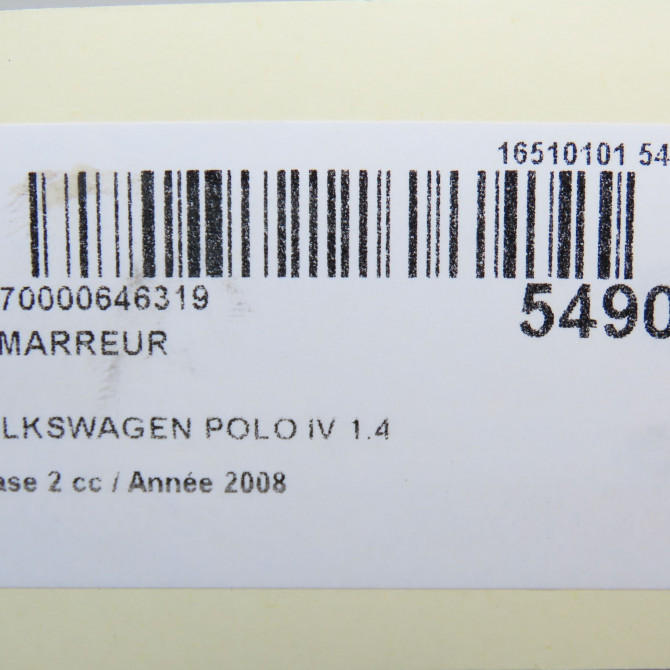 16510101 54
70000646319
5490
MARREUR
LKSWAGEN POLO IV 1.4
ase 2 cc / Année 2008